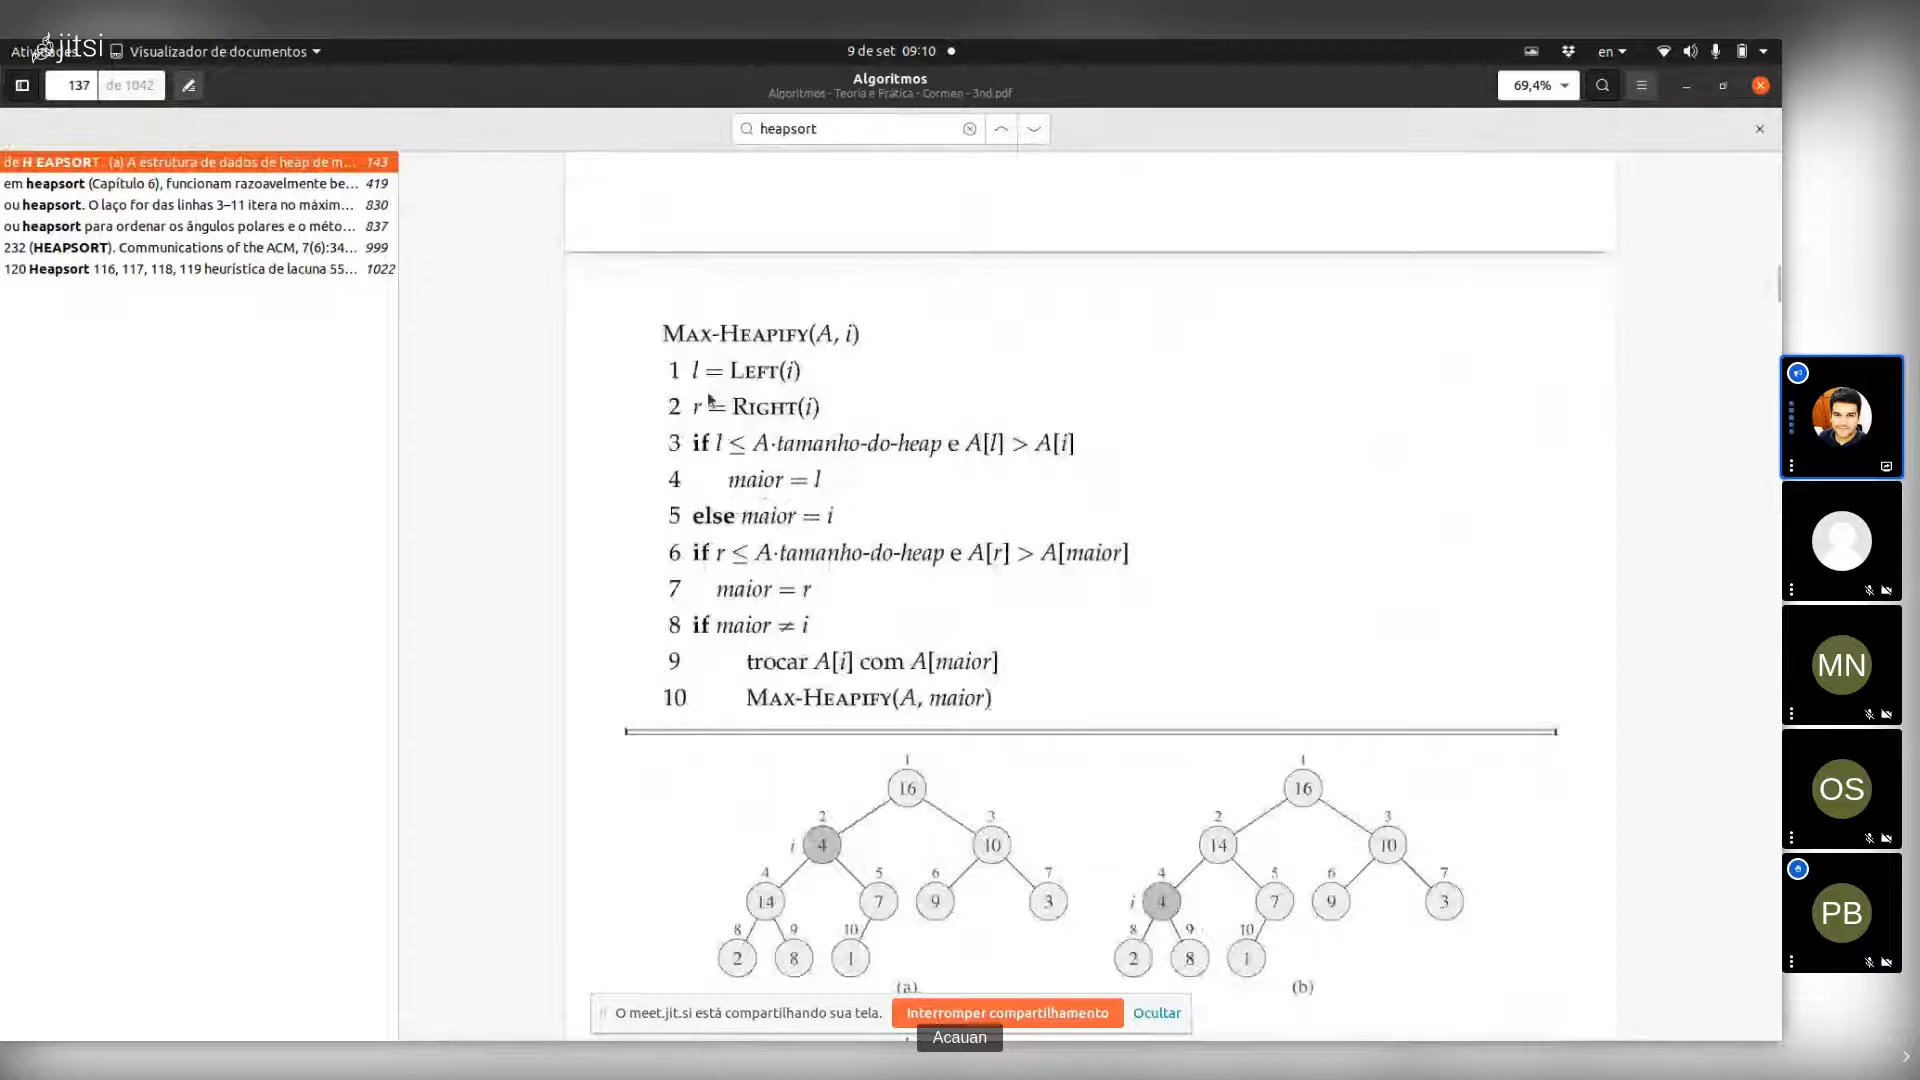 jitsi
Visualizador de documentos
9 de set 09:10
en
137 de 1042
Algoritmos
Algoritmos - Teoria e Prática - Cormen - 3nd.pdf
69,4%
heapsort
de H EAPSORT. (a) A estrutura de dados de heap de m... 143
em heapsort (Capítulo 6), funcionam razoavelmente be... 419
ou heapsort. O laço for das linhas 3–11 itera no máxim... 830
ou heapsort para ordenar os ângulos polares e o méto... 837
232 (HEAPSORT). Communications of the ACM, 7(6):34... 999
120 Heapsort 116, 117, 118, 119 heurística de lacuna 55... 1022
MAX-HEAPIFY(A, i)
1 l = LEFT(i)
2 r = RIGHT(i)
3 if l ≤ A·tamanho-do-heap e A[l] > A[i]
4 maior = l
5 else maior = i
6 if r ≤ A·tamanho-do-heap e A[r] > A[maior]
7 maior = r
8 if maior ≠ i
9 trocar A[i] com A[maior]
10 MAX-HEAPIFY(A, maior)
1 1
16 16
2 3 2 3
i 4 10 14 10
4 5 6 7 4 5 6 7
14 7 9 3 i 4 7 9 3
8 9 10 8 9 10
2 8 1 2 8 1
(a) (b)
O meet.jit.si está compartilhando sua tela. Interromper compartilhamento Ocultar
Acauan
MN
OS
PB